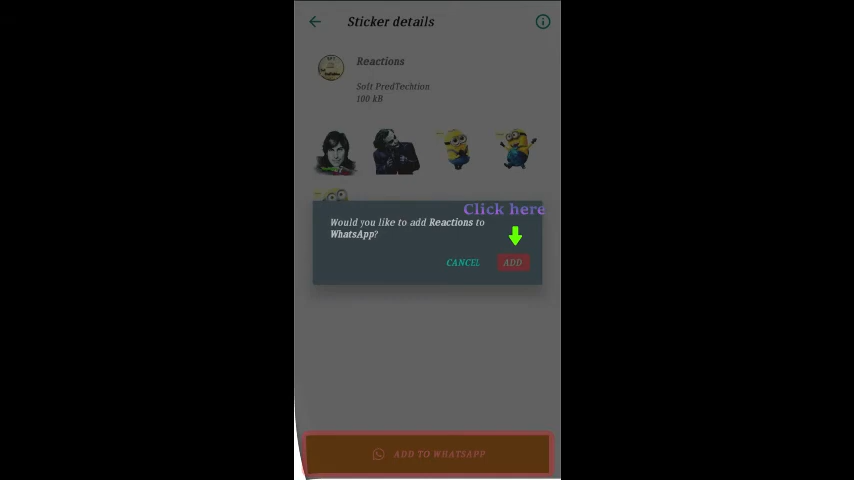 Sticker details
Reactions
Soft PredTechtion
100 kB
Click here
Would you like to add Reactions to
WhatsApp?
CANCEL
ADD
ADD TO WHATSAPP